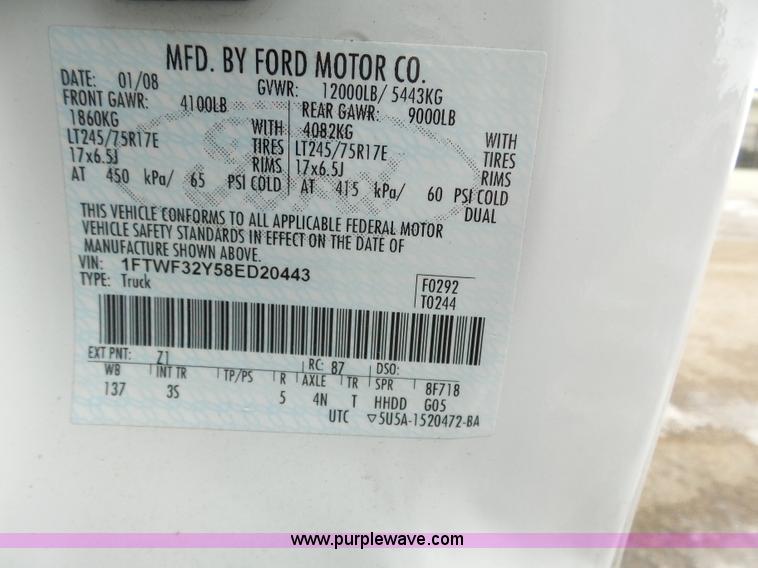 MFD. BY FORD MOTOR CO.
DATE: 01/08 GVWR: 12000LB/ 5443KG
FRONT GAWR: 4100LB REAR GAWR: 9000LB
1860KG WITH 4082KG WITH
LT245/75R17E TIRES LT245/75R17E TIRES
17x6.5J RIMS 17x6.5J RIMS
AT 450 kPa/ 65 PSI COLD AT 415 kPa/ 60 PSI COLD
DUAL
THIS VEHICLE CONFORMS TO ALL APPLICABLE FEDERAL MOTOR
VEHICLE SAFETY STANDARDS IN EFFECT ON THE DATE OF
MANUFACTURE SHOWN ABOVE.
VIN: 1FTWF32Y58ED20443
TYPE: Truck
F0292
T0244
EXT PNT: Z1 RC: 87 DSO:
WB INT TR TP/PS R AXLE TR SPR 8F718
137 3S 5 4N T HHDD G05
UTC ▽5U5A-1520472-BA
www.purplewave.com